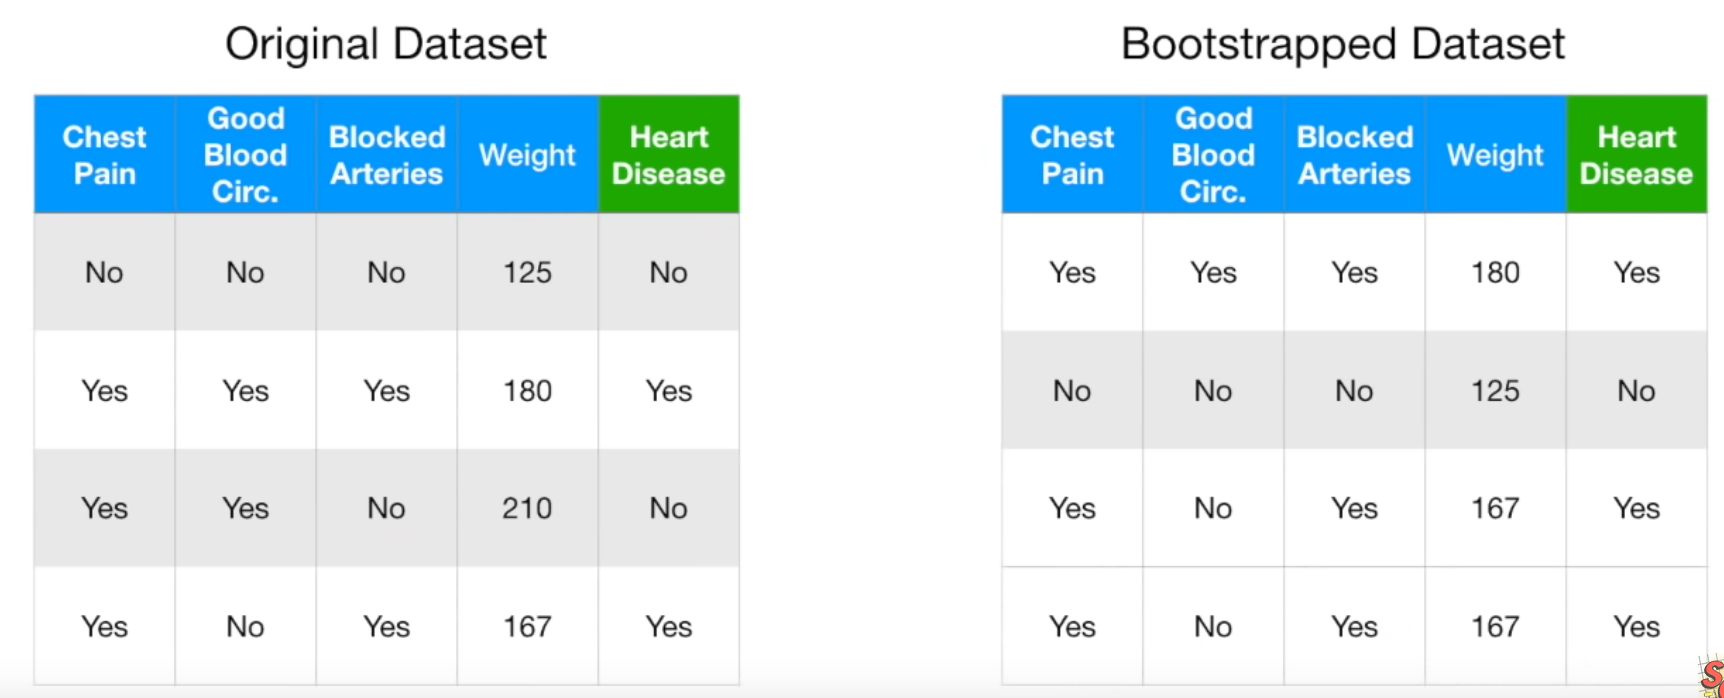 Original Dataset
Chest Pain Good Blood Circ. Blocked Arteries Weight Heart Disease
No No No 125 No
Yes Yes Yes 180 Yes
Yes Yes No 210 No
Yes No Yes 167 Yes
Bootstrapped Dataset
Chest Pain Good Blood Circ. Blocked Arteries Weight Heart Disease
Yes Yes Yes 180 Yes
No No No 125 No
Yes No Yes 167 Yes
Yes No Yes 167 Yes